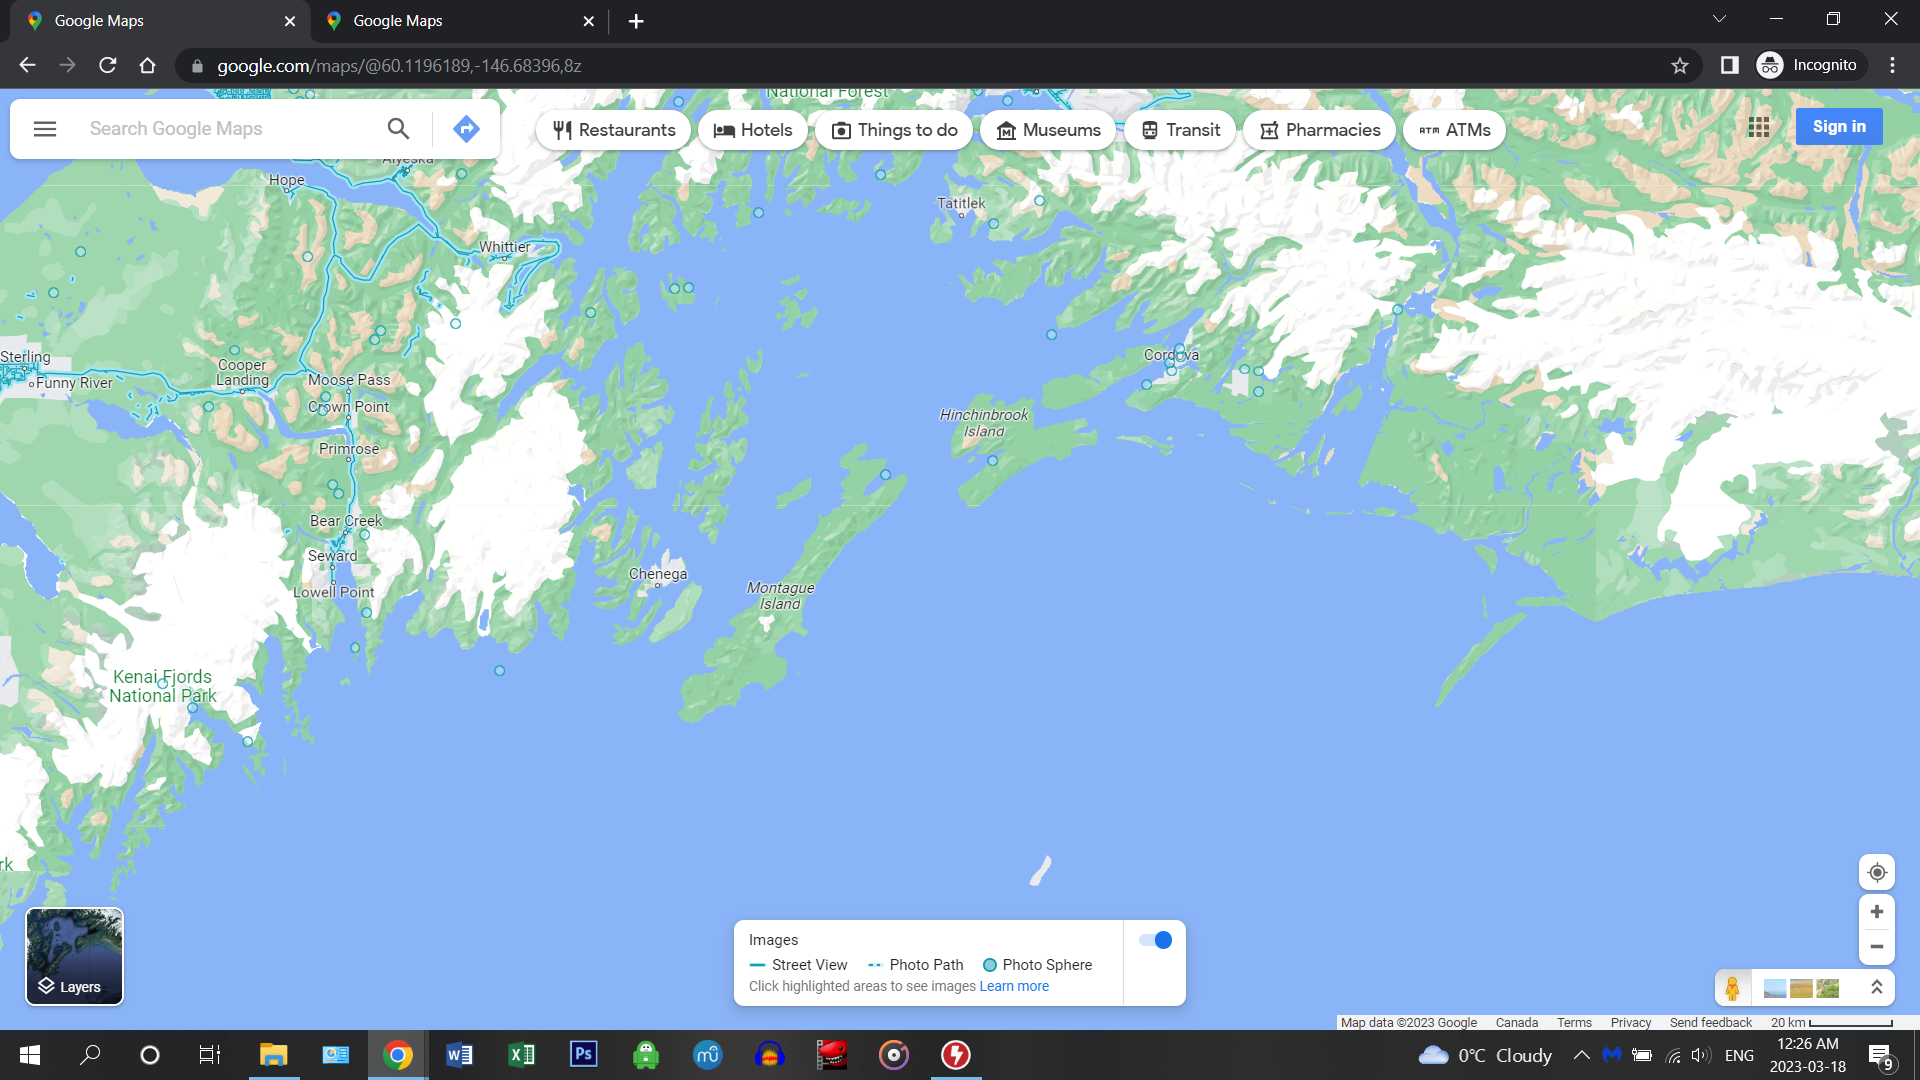 Google Maps
Google Maps
google.com/maps/@60.1196189,-146.68396,8z
Incognito
Search Google Maps
Restaurants
Hotels
Things to do
Museums
Transit
Pharmacies
ATMs
Sign in
National Forest
Alyeska
Hope
Tatitlek
Whittier
Sterling
Funny River
Cooper
Landing
Moose Pass
Crown Point
Cordova
Hinchinbrook
Island
Primrose
Bear Creek
Seward
Lowell Point
Chenega
Montague
Island
Kenai Fjords
National Park
rk
Layers
Images
Street View
Photo Path
Photo Sphere
Click highlighted areas to see images Learn more
Map data ©2023 Google
Canada
Terms
Privacy
Send feedback
20 km
0°C Cloudy
ENG
12:26 AM
2023-03-18
9